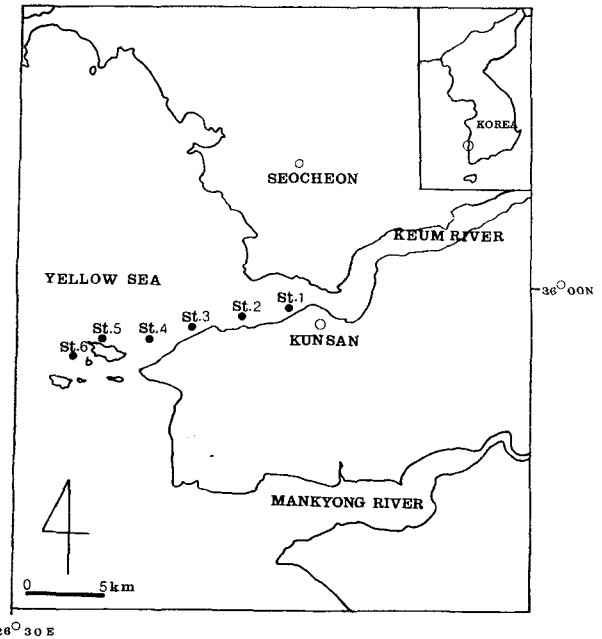 KOREA
SEOCHEON
KEUM RIVER
YELLOW SEA
36°00N
St.1
St.2
St.3
St.4
St.5
St.6
KUNSAN
MANKYONG RIVER
0 5km
26°30E